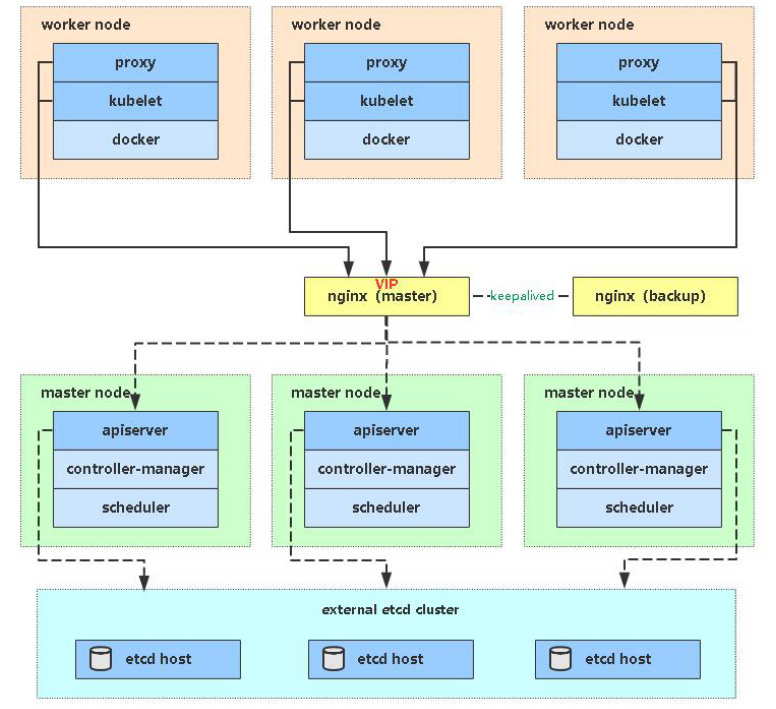 worker node
worker node
worker node
proxy
proxy
proxy
kubelet
kubelet
kubelet
docker
docker
docker
VIP
nginx (master)
keepalived
nginx (backup)
master node
master node
master node
apiserver
apiserver
apiserver
controller-manager
controller-manager
controller-manager
scheduler
scheduler
scheduler
external etcd cluster
etcd host
etcd host
etcd host